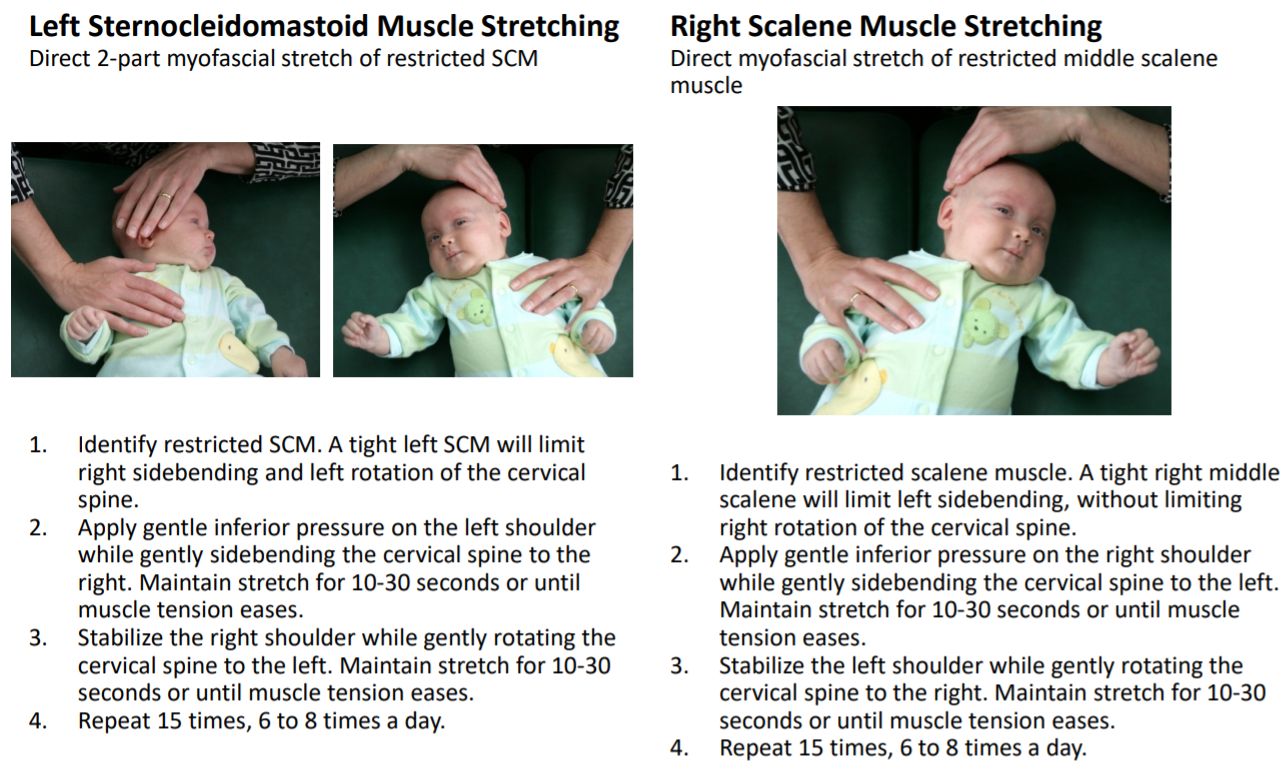 Left Sternocleidomastoid Muscle Stretching
Direct 2-part myofascial stretch of restricted SCM
1. Identify restricted SCM. A tight left SCM will limit
right sidebending and left rotation of the cervical
spine.
2. Apply gentle inferior pressure on the left shoulder
while gently sidebending the cervical spine to the
right. Maintain stretch for 10-30 seconds or until
muscle tension eases.
3. Stabilize the right shoulder while gently rotating the
cervical spine to the left. Maintain stretch for 10-30
seconds or until muscle tension eases.
4. Repeat 15 times, 6 to 8 times a day.
Right Scalene Muscle Stretching
Direct myofascial stretch of restricted middle scalene
muscle
1. Identify restricted scalene muscle. A tight right middle
scalene will limit left sidebending, without limiting
right rotation of the cervical spine.
2. Apply gentle inferior pressure on the right shoulder
while gently sidebending the cervical spine to the left.
Maintain stretch for 10-30 seconds or until muscle
tension eases.
3. Stabilize the left shoulder while gently rotating the
cervical spine to the right. Maintain stretch for 10-30
seconds or until muscle tension eases.
4. Repeat 15 times, 6 to 8 times a day.